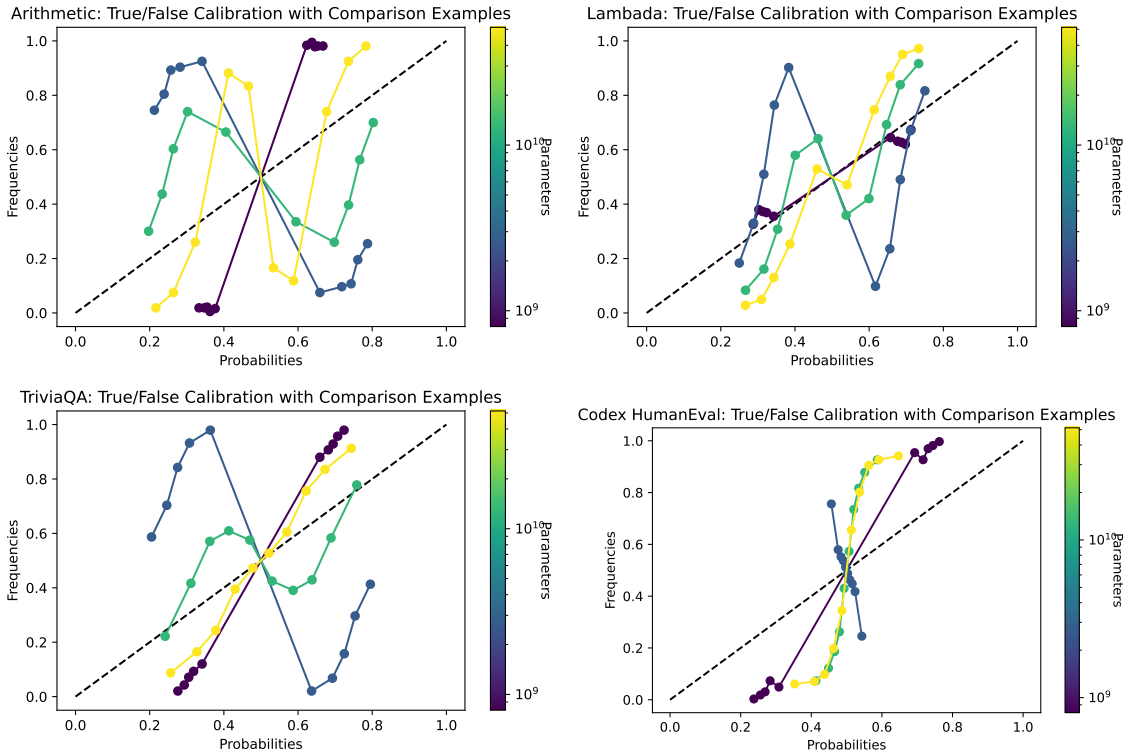 Arithmetic: True/False Calibration with Comparison Examples
1.0
0.8
0.6
0.4
0.2
0.0
Frequencies
0.0 0.2 0.4 0.6 0.8 1.0
Probabilities
10^10
10^9
Parameters
Lambada: True/False Calibration with Comparison Examples
1.0
0.8
0.6
0.4
0.2
0.0
Frequencies
0.0 0.2 0.4 0.6 0.8 1.0
Probabilities
10^10
10^9
Parameters
TriviaQA: True/False Calibration with Comparison Examples
1.0
0.8
0.6
0.4
0.2
0.0
Frequencies
0.0 0.2 0.4 0.6 0.8 1.0
Probabilities
10^10
10^9
Parameters
Codex HumanEval: True/False Calibration with Comparison Examples
1.0
0.8
0.6
0.4
0.2
0.0
Frequencies
0.0 0.2 0.4 0.6 0.8 1.0
Probabilities
10^10
10^9
Parameters